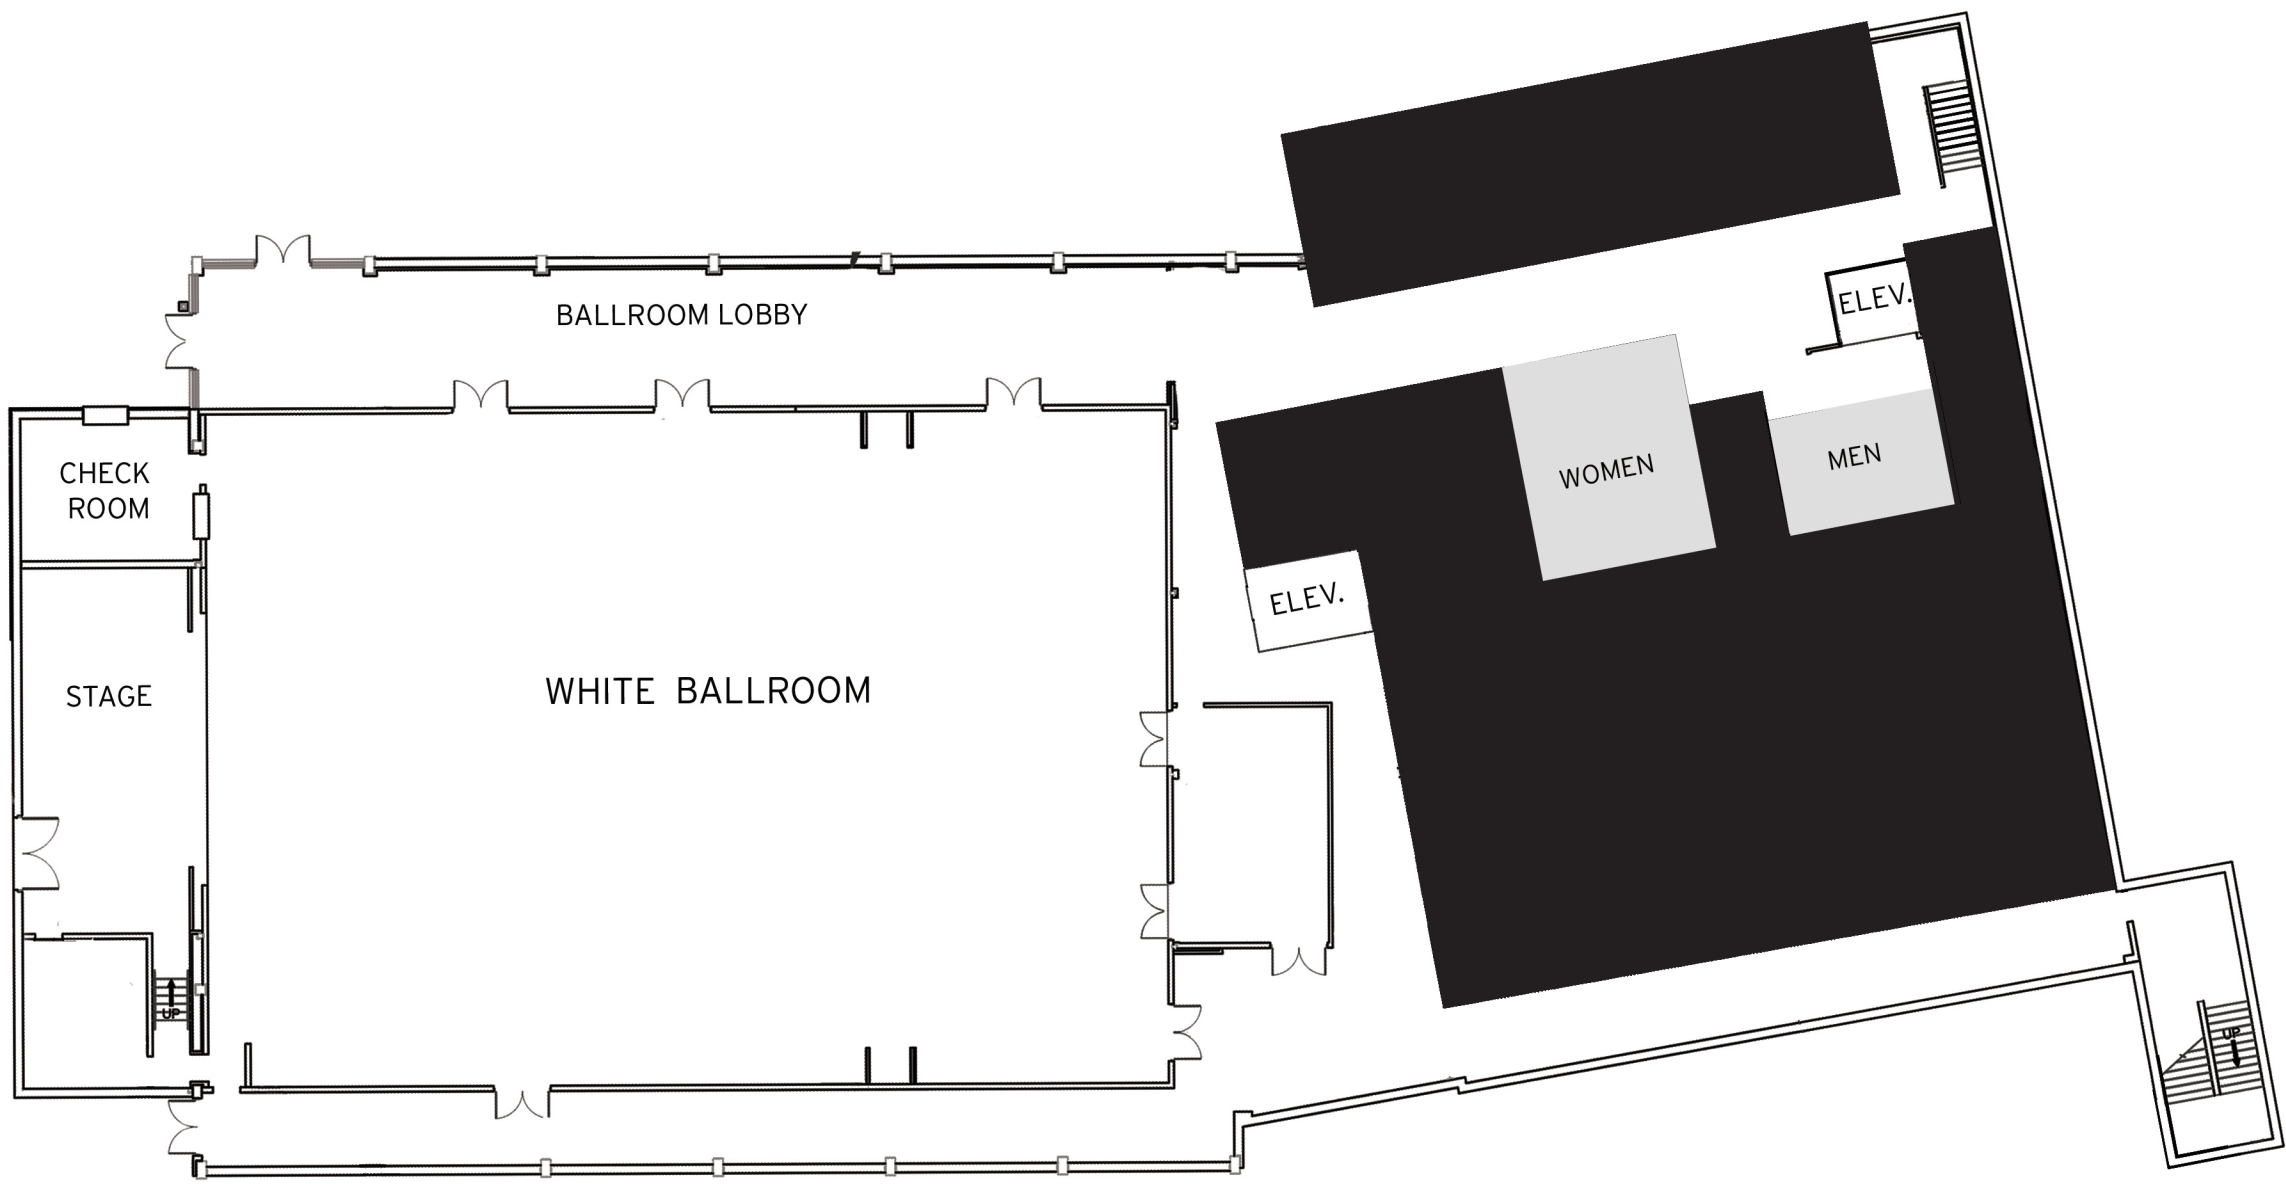 BALLROOM LOBBY
ELEV.
CHECK
ROOM
WOMEN
MEN
ELEV.
STAGE
WHITE BALLROOM
UP
UP